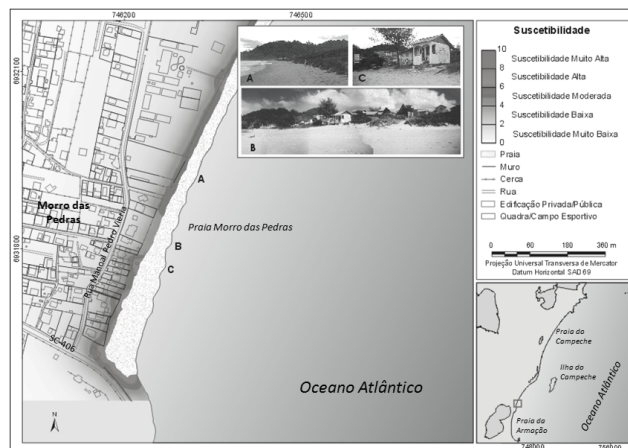 746200
746500
6932100
6931800
A
C
B
Morro das
Pedras
Rua Manoel Pedro Vieira
SC-406
A
B
C
Praia Morro das Pedras
Oceano Atlântico
N
Suscetibilidade
10
8
6
4
2
0
Suscetibilidade Muito Alta
Suscetibilidade Alta
Suscetibilidade Moderada
Suscetibilidade Baixa
Suscetibilidade Muito Baixa
Praia
Muro
Cerca
Rua
Edificação Privada/Pública
Quadra/Campo Esportivo
0 60 180 360 m
Projeção Universal Transversa de Mercator
Datum Horizontal SAD 69
Praia do
Campeche
Ilha do
Campeche
Praia da
Armação
Oceano Atlântico